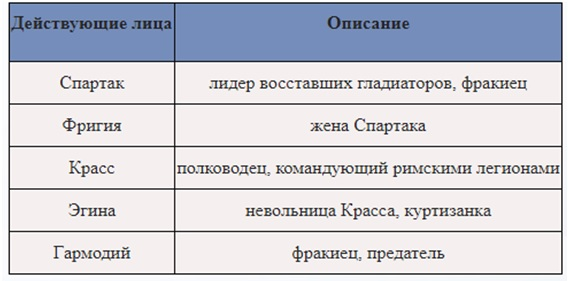 Действующие лица Описание
Спартак лидер восставших гладиаторов, фракиец
Фригия жена Спартака
Красс полководец, командующий римскими легионами
Эгина невольница Красса, куртизанка
Гармодий фракиец, предатель